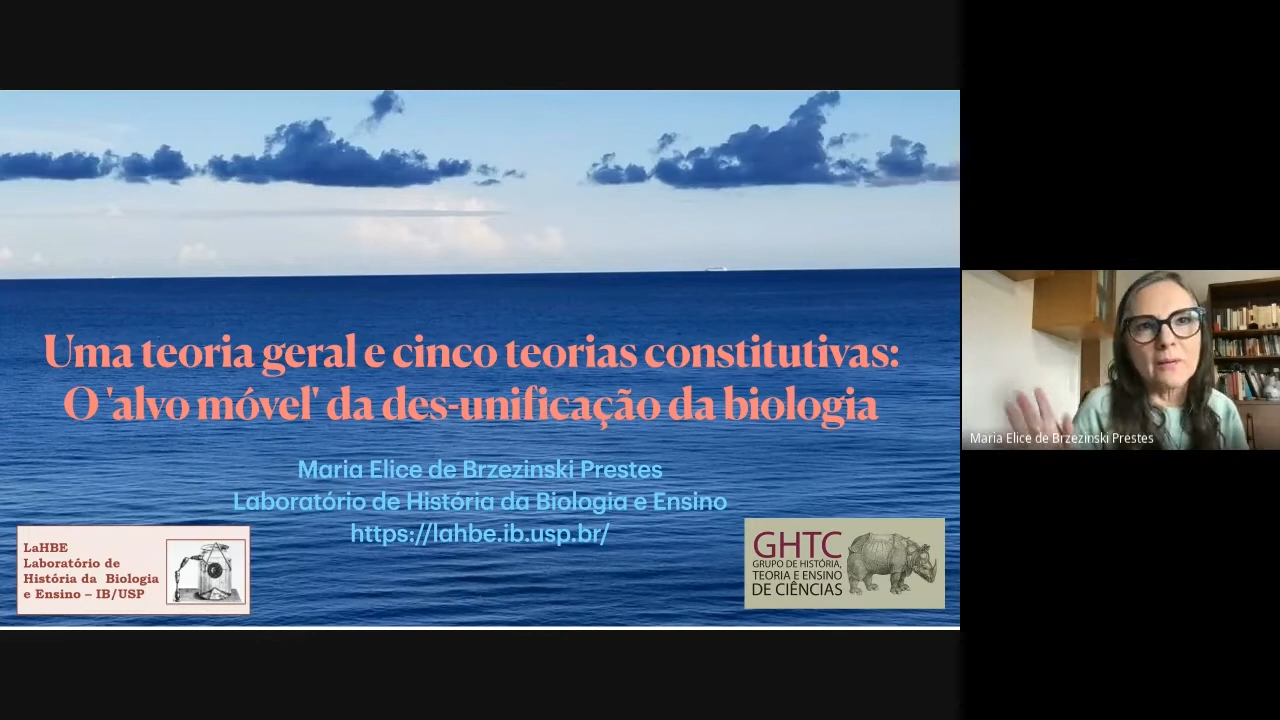 Uma teoria geral e cinco teorias constitutivas:
O 'alvo móvel' da des-unificação da biologia
Maria Elice de Brzezinski Prestes
Laboratório de História da Biologia e Ensino
https://lahbe.ib.usp.br/
LaHBE
Laboratório de
História da Biologia
e Ensino – IB/USP
GHTC
GRUPO DE HISTÓRIA,
TEORIA E ENSINO
DE CIÊNCIAS
Maria Elice de Brzezinski Prestes